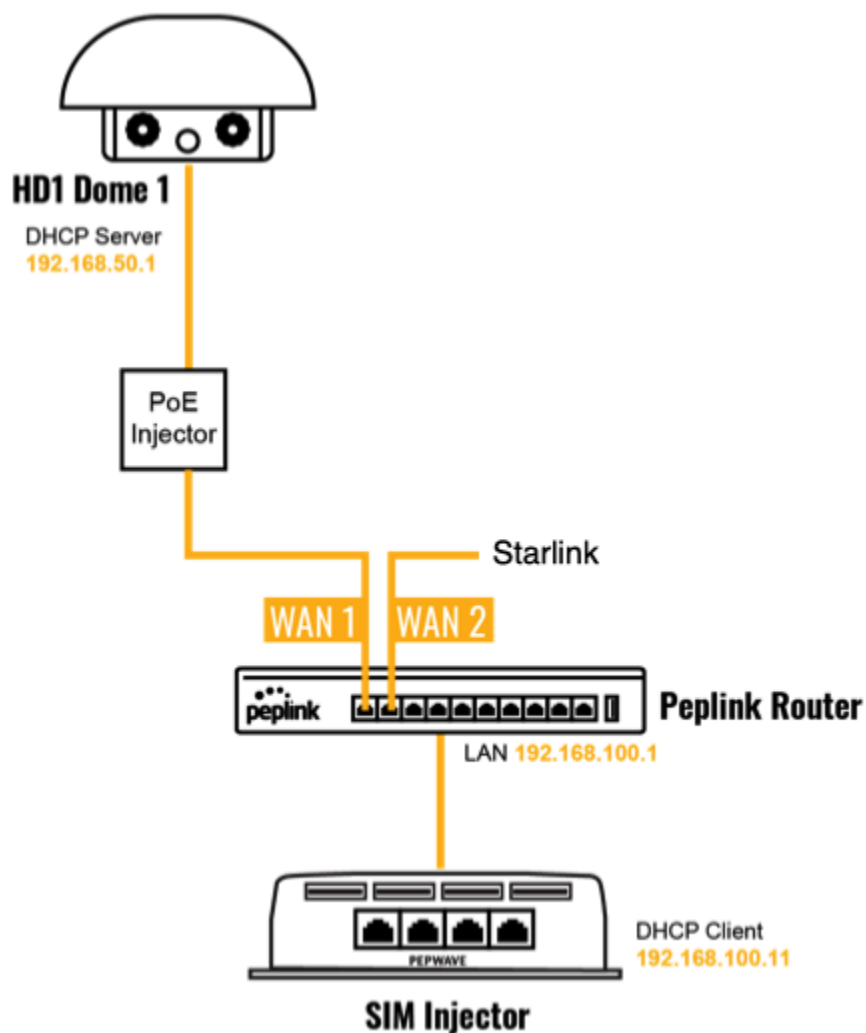 HD1 Dome 1
DHCP Server
192.168.50.1
PoE
Injector
Starlink
WAN 1
WAN 2
peplink
Peplink Router
LAN 192.168.100.1
PEPWAVE
DHCP Client
192.168.100.11
SIM Injector